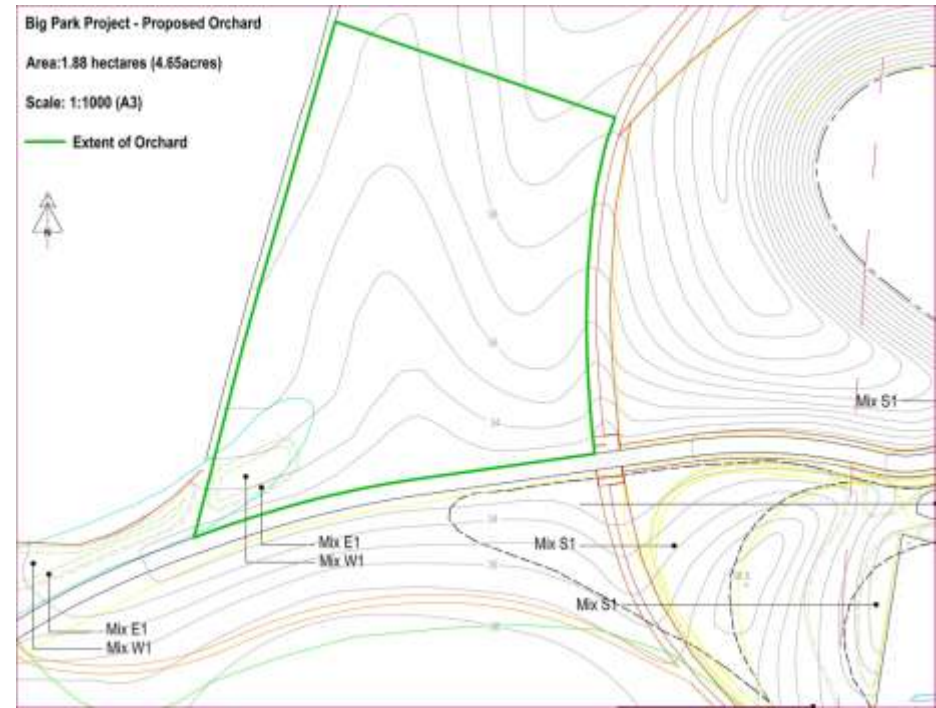 Big Park Project - Proposed Orchard
Area:1.88 hectares (4.65acres)
Scale: 1:1000 (A3)
Extent of Orchard
N
Mix S1
Mix E1
Mix W1
Mix S1
Mix S1
Mix E1
Mix W1